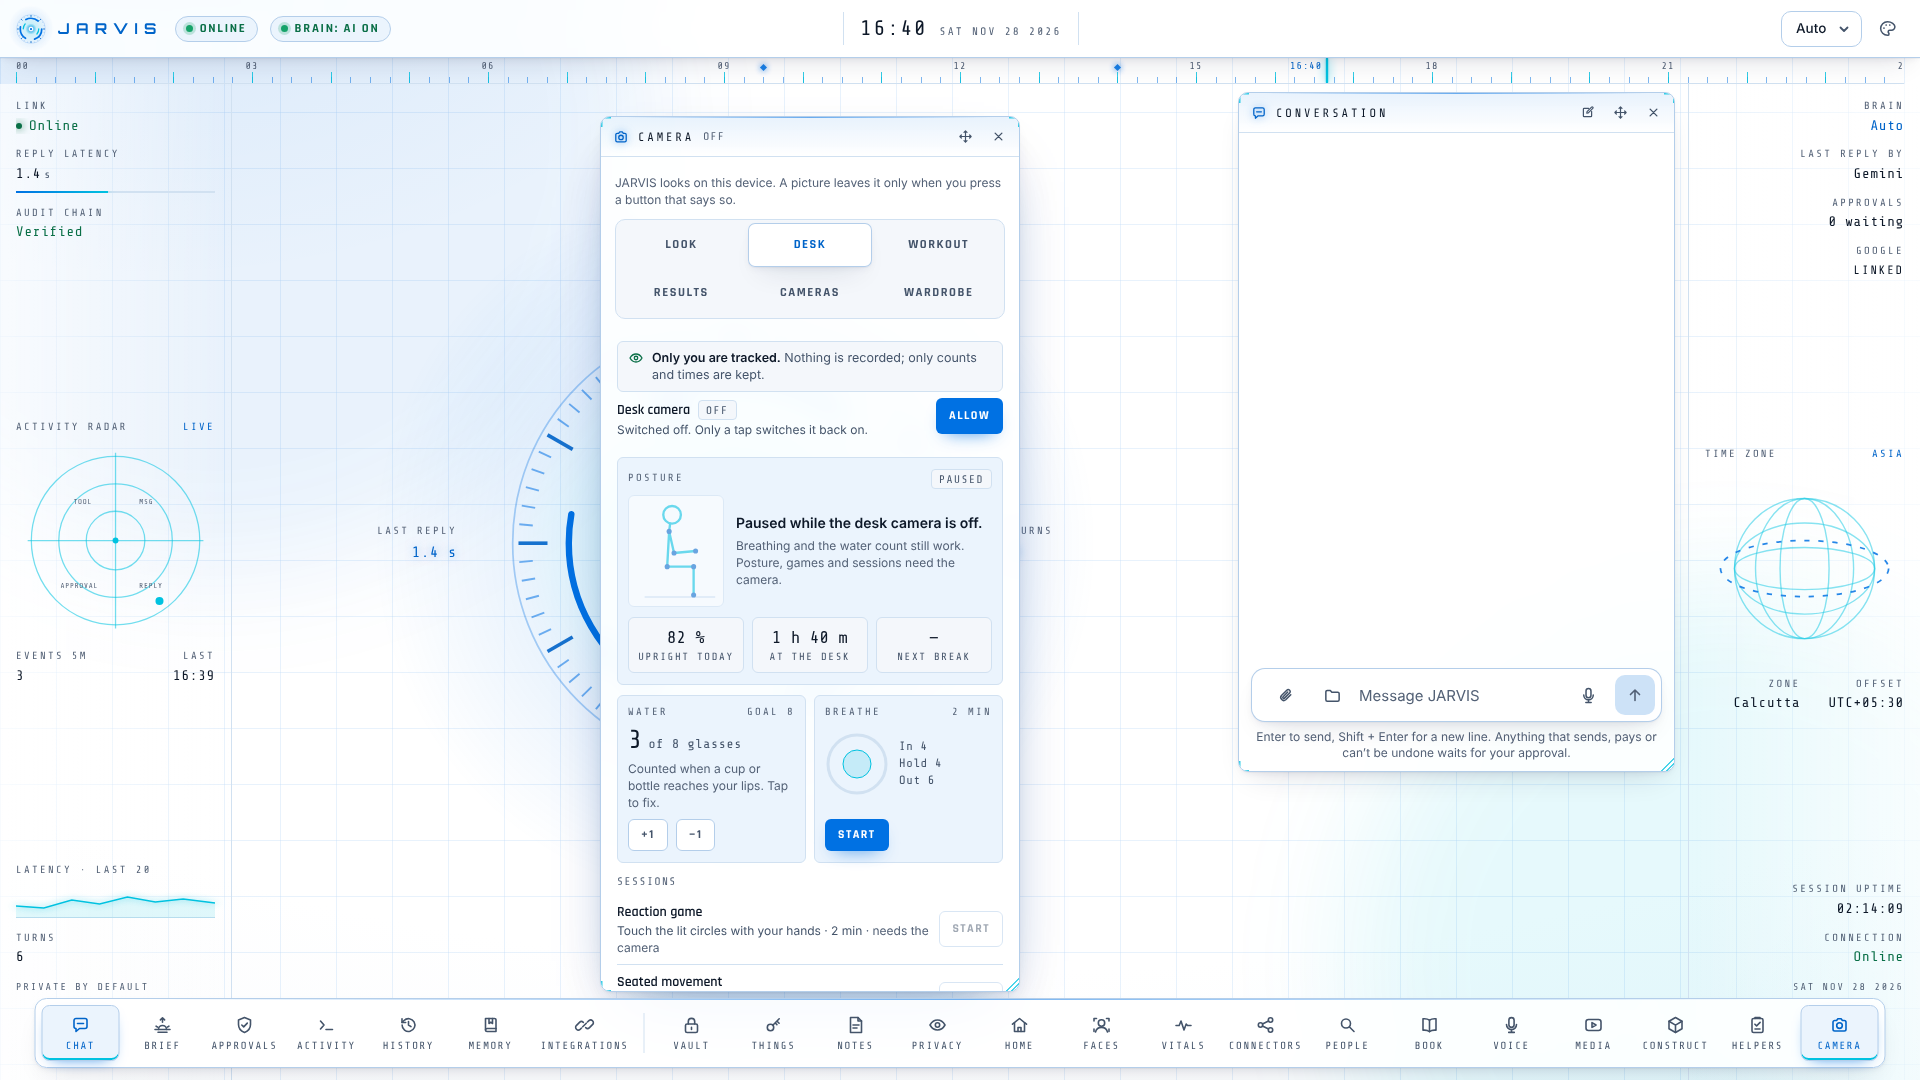 JARVIS
ONLINE
BRAIN: AI ON
16:40 SAT NOV 28 2026
Auto
00 03 06 09 12 15 16:40 18 21 2
LINK
Online
REPLY LATENCY
1.4 s
AUDIT CHAIN
Verified
ACTIVITY RADAR LIVE
TOOL MSG
APPROVAL REPLY
EVENTS 5M LAST
3 16:39
LATENCY · LAST 20
TURNS
6
PRIVATE BY DEFAULT
LAST REPLY
1.4 s
URNS
CAMERA OFF
JARVIS looks on this device. A picture leaves it only when you press
a button that says so.
LOOK DESK WORKOUT
RESULTS CAMERAS WARDROBE
Only you are tracked. Nothing is recorded; only counts
and times are kept.
Desk camera OFF
Switched off. Only a tap switches it back on.
ALLOW
POSTURE PAUSED
Paused while the desk camera is off.
Breathing and the water count still work.
Posture, games and sessions need the
camera.
82 % 1 h 40 m –
UPRIGHT TODAY AT THE DESK NEXT BREAK
WATER GOAL 8
3 of 8 glasses
Counted when a cup or
bottle reaches your lips. Tap
to fix.
+1 −1
BREATHE 2 MIN
In 4
Hold 4
Out 6
START
SESSIONS
Reaction game
Touch the lit circles with your hands · 2 min · needs the
camera
START
Seated movement
CONVERSATION
Message JARVIS
Enter to send, Shift + Enter for a new line. Anything that sends, pays or
can’t be undone waits for your approval.
BRAIN
Auto
LAST REPLY BY
Gemini
APPROVALS
0 waiting
GOOGLE
LINKED
TIME ZONE ASIA
ZONE OFFSET
Calcutta UTC+05:30
SESSION UPTIME
02:14:09
CONNECTION
Online
SAT NOV 28 2026
CHAT BRIEF APPROVALS ACTIVITY HISTORY MEMORY INTEGRATIONS VAULT THINGS NOTES PRIVACY HOME FACES VITALS CONNECTORS PEOPLE BOOK VOICE MEDIA CONSTRUCT HELPERS CAMERA